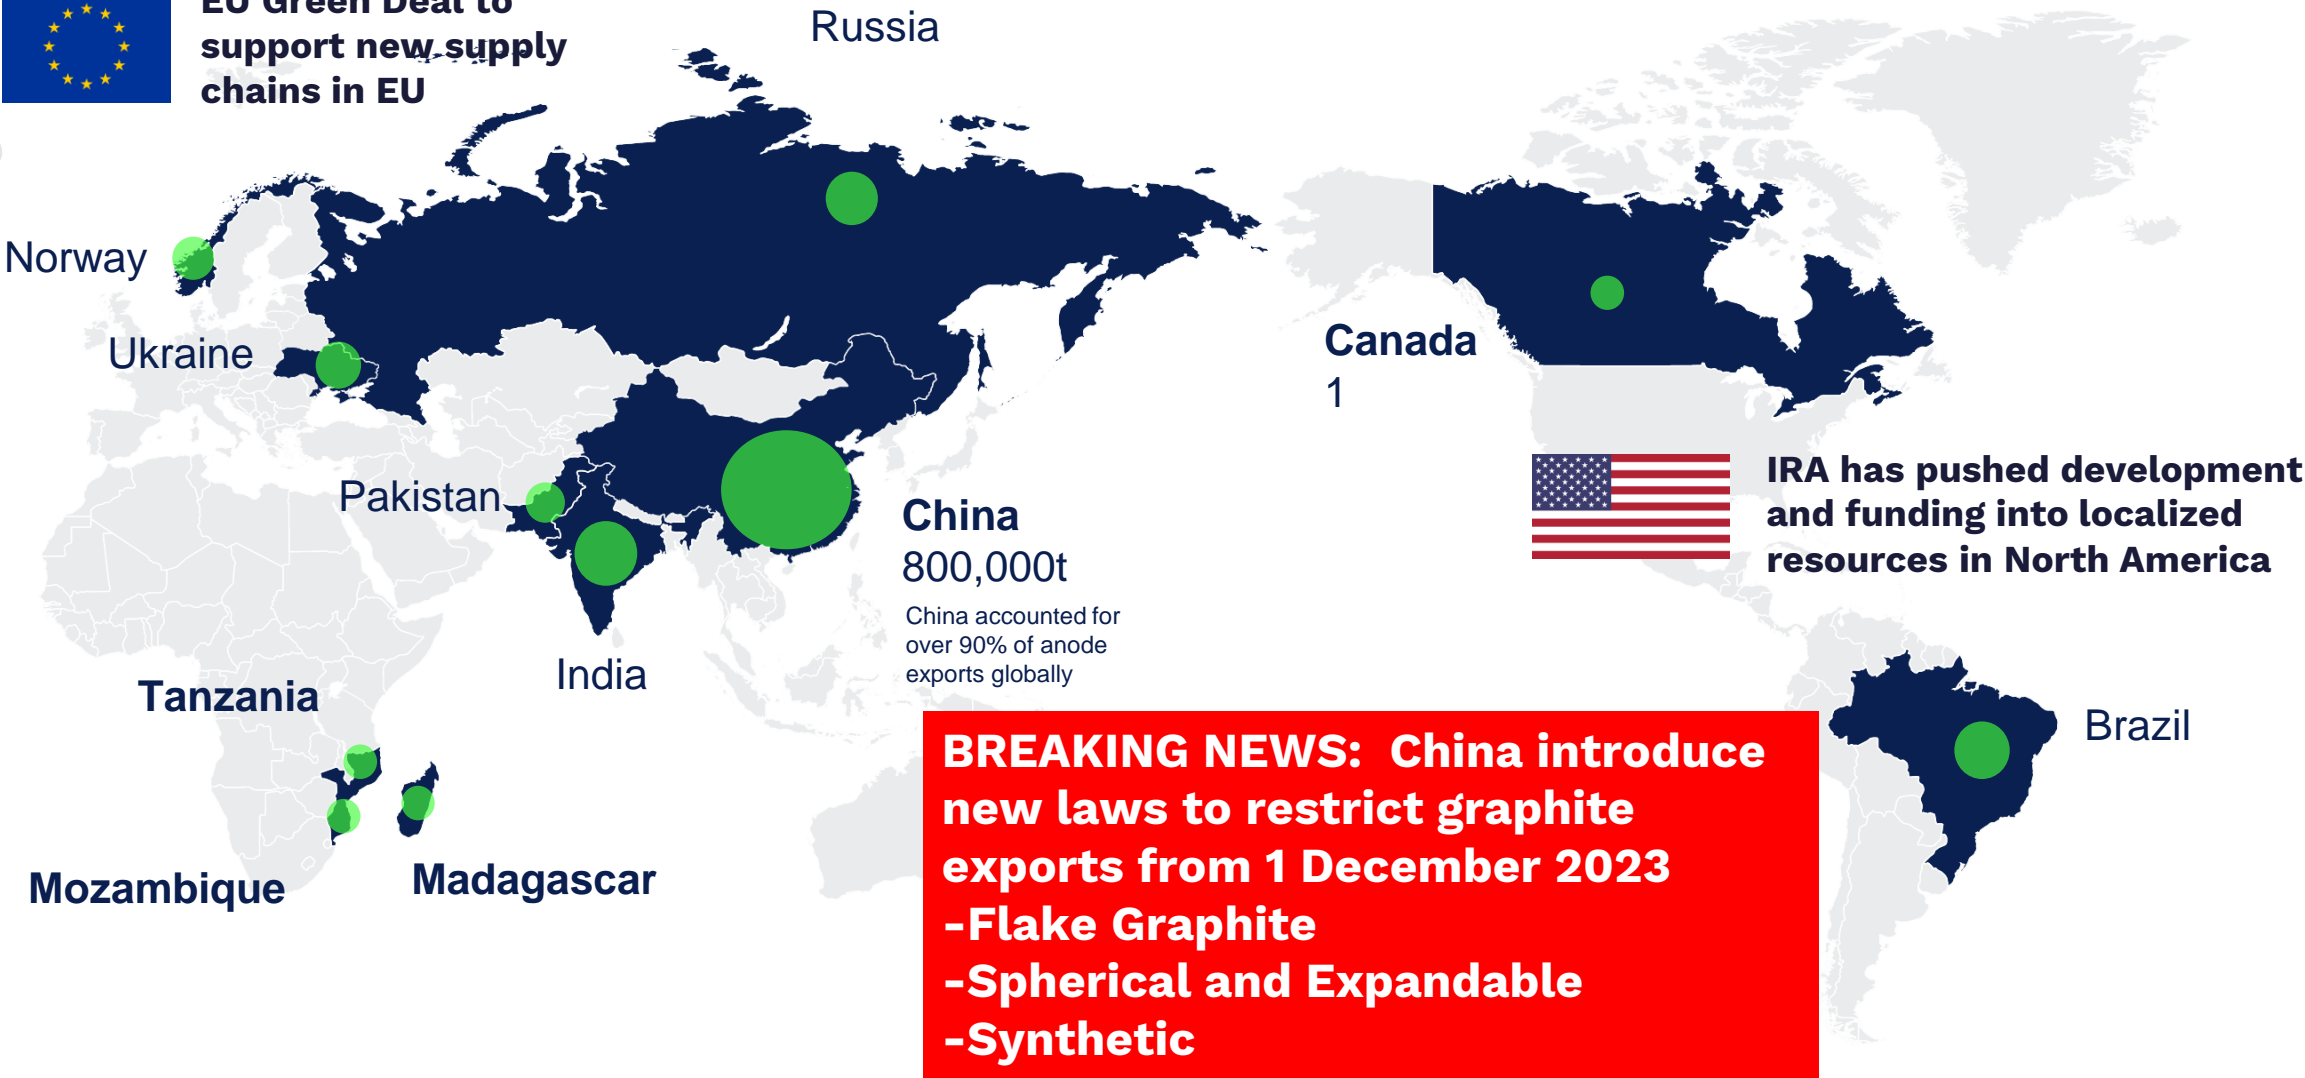 EU Green Deal to
support new supply
chains in EU
Russia
Norway
Ukraine
Pakistan
India
China
800,000t
China accounted for
over 90% of anode
exports globally
Canada
1
IRA has pushed development
and funding into localized
resources in North America
Tanzania
Mozambique
Madagascar
Brazil
BREAKING NEWS: China introduce
new laws to restrict graphite
exports from 1 December 2023
-Flake Graphite
-Spherical and Expandable
-Synthetic